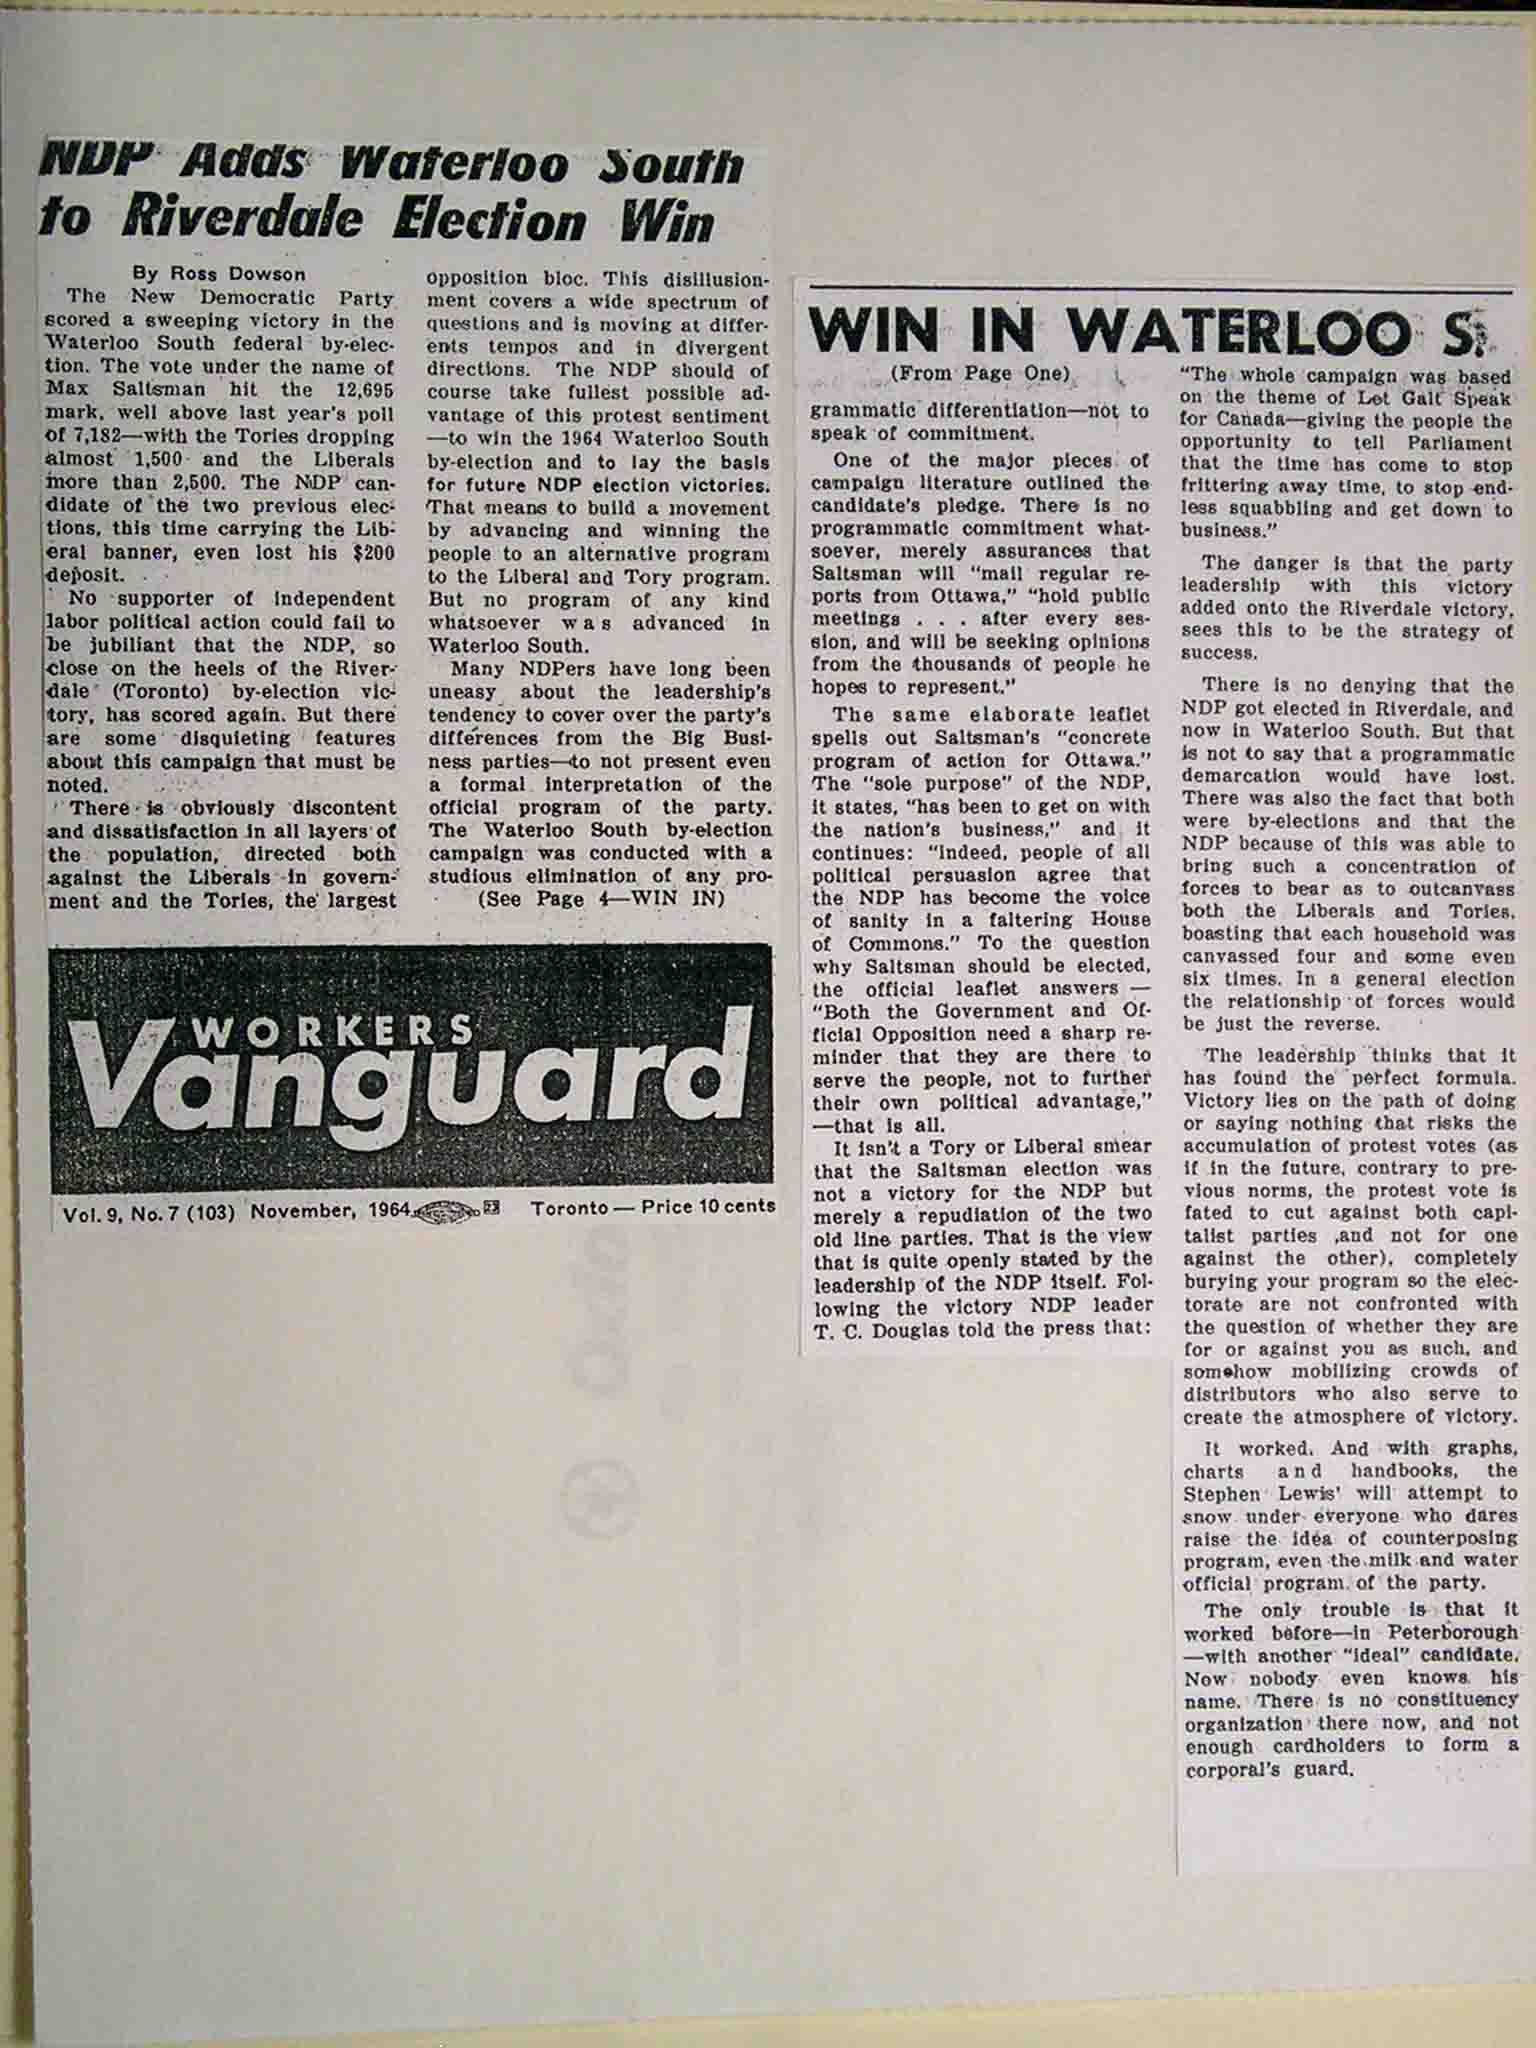 NDP Adds Waterloo South
to Riverdale Election Win
By Ross Dowson
The New Democratic Party
scored a sweeping victory in the
Waterloo South federal by-elec-
tion. The vote under the name of
Max Saltsman hit the 12,695
mark, well above last year's poll
of 7,182—with the Tories dropping
almost 1,500 and the Liberals
more than 2,500. The NDP can-
didate of the two previous elec-
tions, this time carrying the Lib-
eral banner, even lost his $200
deposit.
No supporter of independent
labor political action could fail to
be jubiliant that the NDP, so
close on the heels of the River-
dale (Toronto) by-election vic-
tory, has scored again. But there
are some disquieting features
about this campaign that must be
noted.
There is obviously discontent
and dissatisfaction in all layers of
the population, directed both
against the Liberals in govern-
ment and the Tories, the largest
opposition bloc. This disillusion-
ment covers a wide spectrum of
questions and is moving at differ-
ents tempos and in divergent
directions. The NDP should of
course take fullest possible ad-
vantage of this protest sentiment
—to win the 1964 Waterloo South
by-election and to lay the basis
for future NDP election victories.
That means to build a movement
by advancing and winning the
people to an alternative program
to the Liberal and Tory program.
But no program of any kind
whatsoever was advanced in
Waterloo South.
Many NDPers have long been
uneasy about the leadership's
tendency to cover over the party's
differences from the Big Busi-
ness parties—to not present even
a formal interpretation of the
official program of the party.
The Waterloo South by-election
campaign was conducted with a
studious elimination of any pro-
(See Page 4—WIN IN)
WORKERS
Vanguard
Vol. 9, No. 7 (103) November, 1964 Toronto — Price 10 cents
WIN IN WATERLOO S.
(From Page One)
grammatic differentiation—not to
speak of commitment.
One of the major pieces of
campaign literature outlined the
candidate's pledge. There is no
programmatic commitment what-
soever, merely assurances that
Saltsman will "mail regular re-
ports from Ottawa," "hold public
meetings . . . after every ses-
sion, and will be seeking opinions
from the thousands of people he
hopes to represent."
The same elaborate leaflet
spells out Saltsman's "concrete
program of action for Ottawa."
The "sole purpose" of the NDP,
it states, "has been to get on with
the nation's business," and it
continues: "Indeed, people of all
political persuasion agree that
the NDP has become the voice
of sanity in a faltering House
of Commons." To the question
why Saltsman should be elected,
the official leaflet answers —
"Both the Government and Of-
ficial Opposition need a sharp re-
minder that they are there to
serve the people, not to further
their own political advantage,"
—that is all.
It isn't a Tory or Liberal smear
that the Saltsman election was
not a victory for the NDP but
merely a repudiation of the two
old line parties. That is the view
that is quite openly stated by the
leadership of the NDP itself. Fol-
lowing the victory NDP leader
T. C. Douglas told the press that:
"The whole campaign was based
on the theme of Let Galt Speak
for Canada—giving the people the
opportunity to tell Parliament
that the time has come to stop
frittering away time, to stop end-
less squabbling and get down to
business."
The danger is that the party
leadership with this victory
added onto the Riverdale victory,
sees this to be the strategy of
success.
There is no denying that the
NDP got elected in Riverdale, and
now in Waterloo South. But that
is not to say that a programmatic
demarcation would have lost.
There was also the fact that both
were by-elections and that the
NDP because of this was able to
bring such a concentration of
forces to bear as to outcanvass
both the Liberals and Tories,
boasting that each household was
canvassed four and some even
six times. In a general election
the relationship of forces would
be just the reverse.
The leadership thinks that it
has found the perfect formula.
Victory lies on the path of doing
or saying nothing that risks the
accumulation of protest votes (as
if in the future, contrary to pre-
vious norms, the protest vote is
fated to cut against both capi-
talist parties ,and not for one
against the other), completely
burying your program so the elec-
torate are not confronted with
the question of whether they are
for or against you as such, and
somehow mobilizing crowds of
distributors who also serve to
create the atmosphere of victory.
It worked. And with graphs,
charts and handbooks, the
Stephen Lewis' will attempt to
snow under everyone who dares
raise the idea of counterposing
program, even the milk and water
official program of the party.
The only trouble is that it
worked before—in Peterborough
—with another "ideal" candidate.
Now nobody even knows his
name. There is no constituency
organization there now, and not
enough cardholders to form a
corporal's guard.